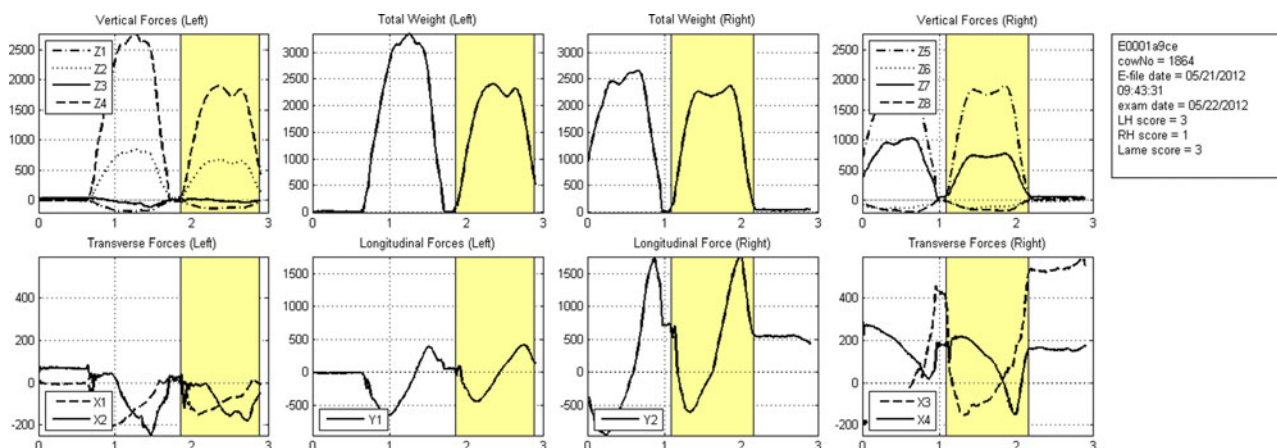 Vertical Forces (Left)
Total Weight (Left)
Total Weight (Right)
Vertical Forces (Right)
2500
2000
1500
1000
500
0
Z1
Z2
Z3
Z4
0 1 2 3
3000
2500
2000
1500
1000
500
0
0 1 2 3
3000
2500
2000
1500
1000
500
0
0 1 2 3
2500
2000
1500
1000
500
0
Z5
Z6
Z7
Z8
0 1 2 3
E0001a9ce
cowNo = 1864
E-file date = 05/21/2012
09:43:31
exam date = 05/22/2012
LH score = 3
RH score = 1
Lame score = 3
Transverse Forces (Left)
Longitudinal Forces (Left)
Longitudinal Force (Right)
Transverse Forces (Right)
400
200
0
-200
X1
X2
0 1 2 3
1500
1000
500
0
-500
Y1
0 1 2 3
1500
1000
500
0
-500
Y2
0 1 2 3
400
200
0
-200
X3
X4
0 1 2 3